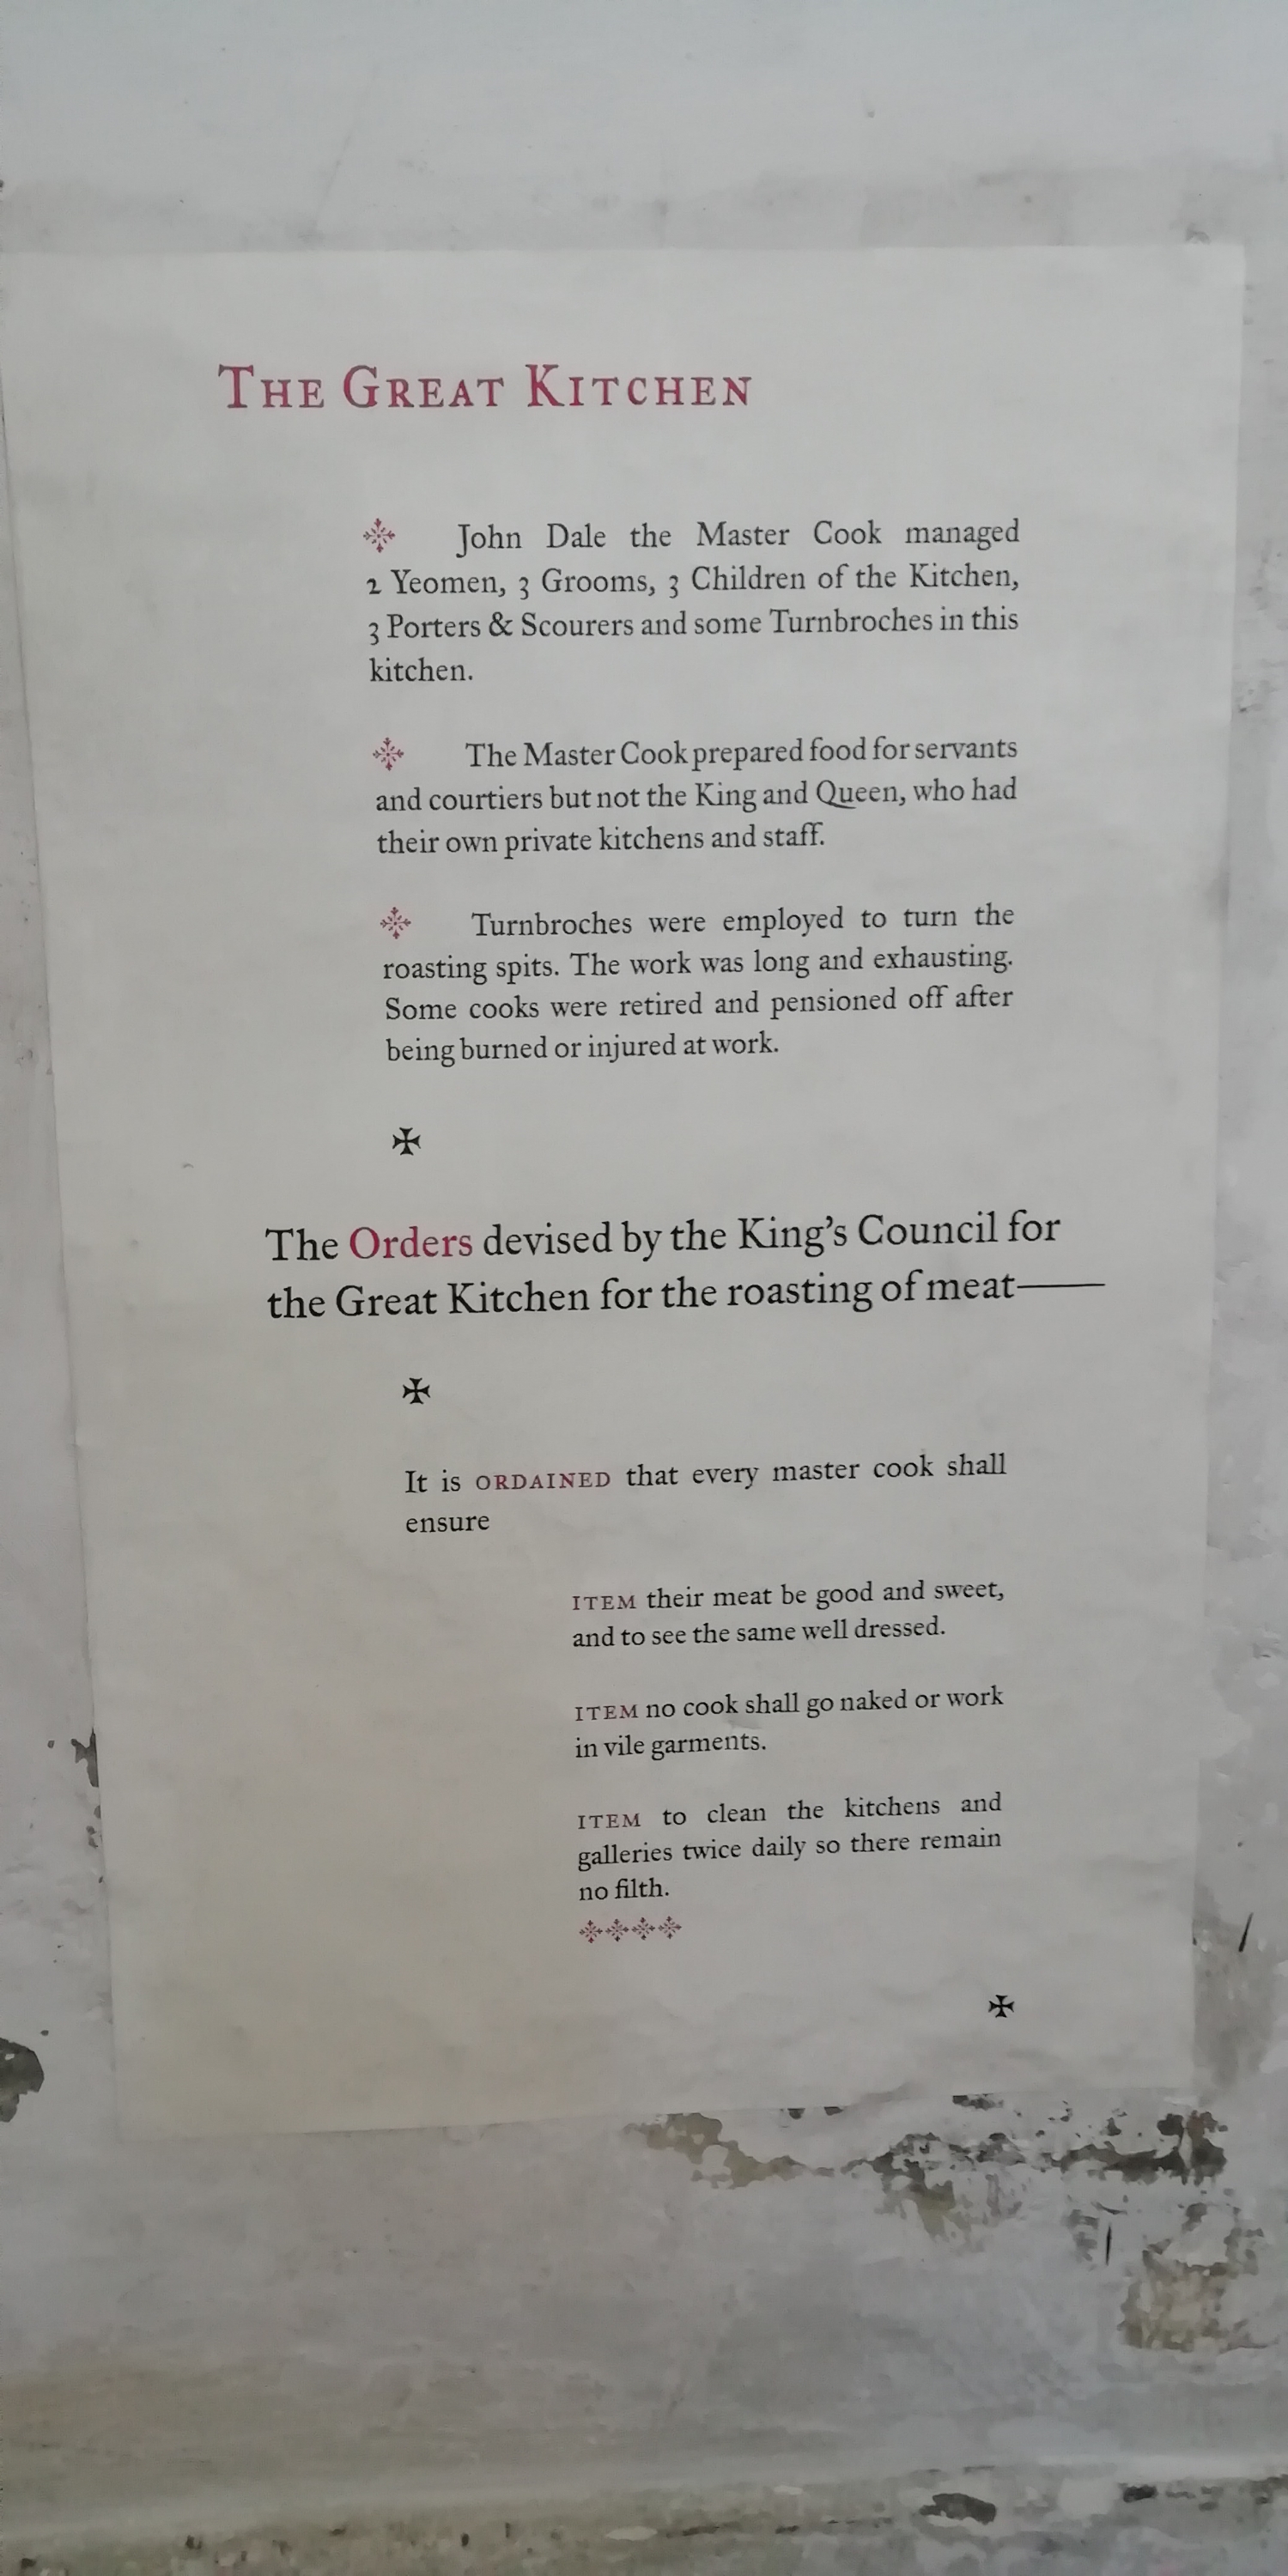 THE GREAT KITCHEN
John Dale the Master Cook managed
2 Yeomen, 3 Grooms, 3 Children of the Kitchen,
3 Porters & Scourers and some Turnbroches in this
kitchen.
The Master Cook prepared food for servants
and courtiers but not the King and Queen, who had
their own private kitchens and staff.
Turnbroches were employed to turn the
roasting spits. The work was long and exhausting.
Some cooks were retired and pensioned off after
being burned or injured at work.
✠
The Orders devised by the King's Council for
the Great Kitchen for the roasting of meat——
✠
It is ORDAINED that every master cook shall
ensure
ITEM their meat be good and sweet,
and to see the same well dressed.
ITEM no cook shall go naked or work
in vile garments.
ITEM to clean the kitchens and
galleries twice daily so there remain
no filth.
✠